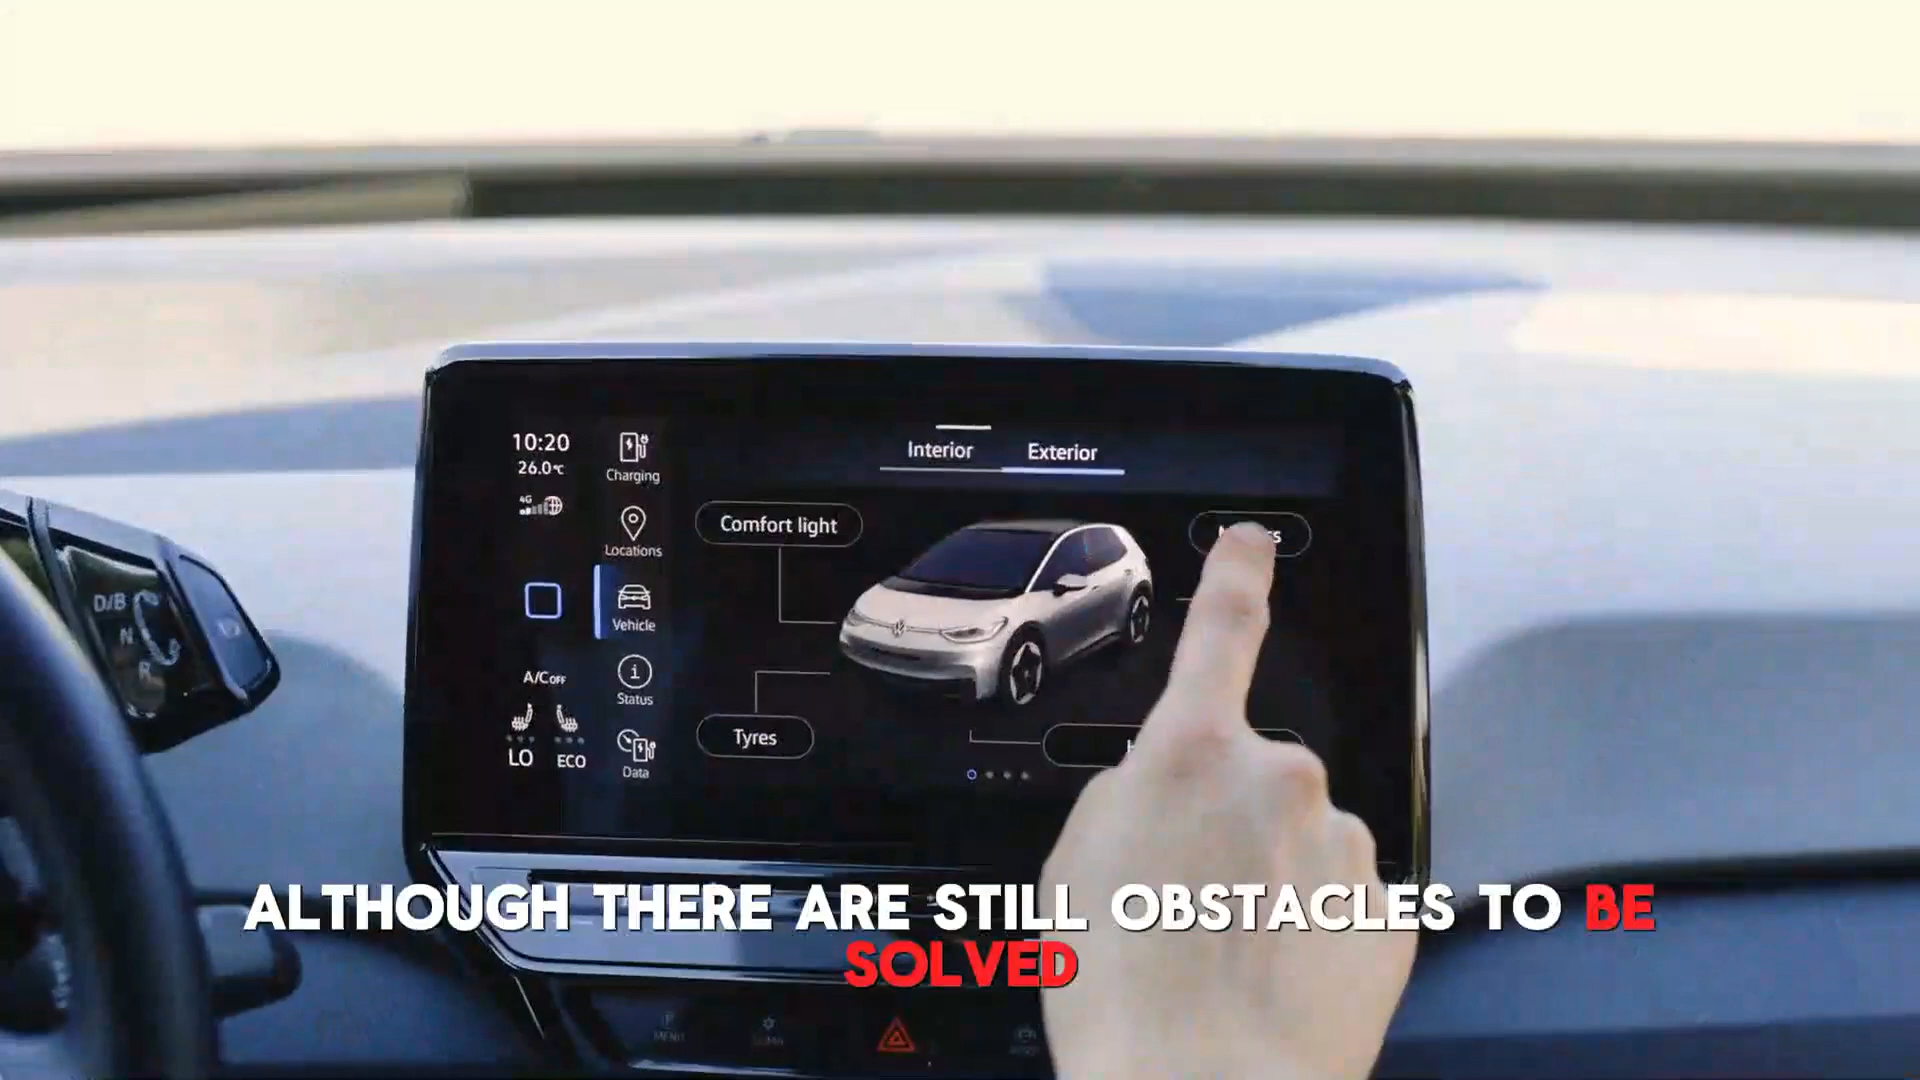 10:20
26.0°C
4G
Charging
Locations
Vehicle
Status
Data
A/C OFF
LO
ECO
Interior
Exterior
Comfort light
Tyres
D/B
N
R
ALTHOUGH THERE ARE STILL OBSTACLES TO BE
SOLVED
MENU